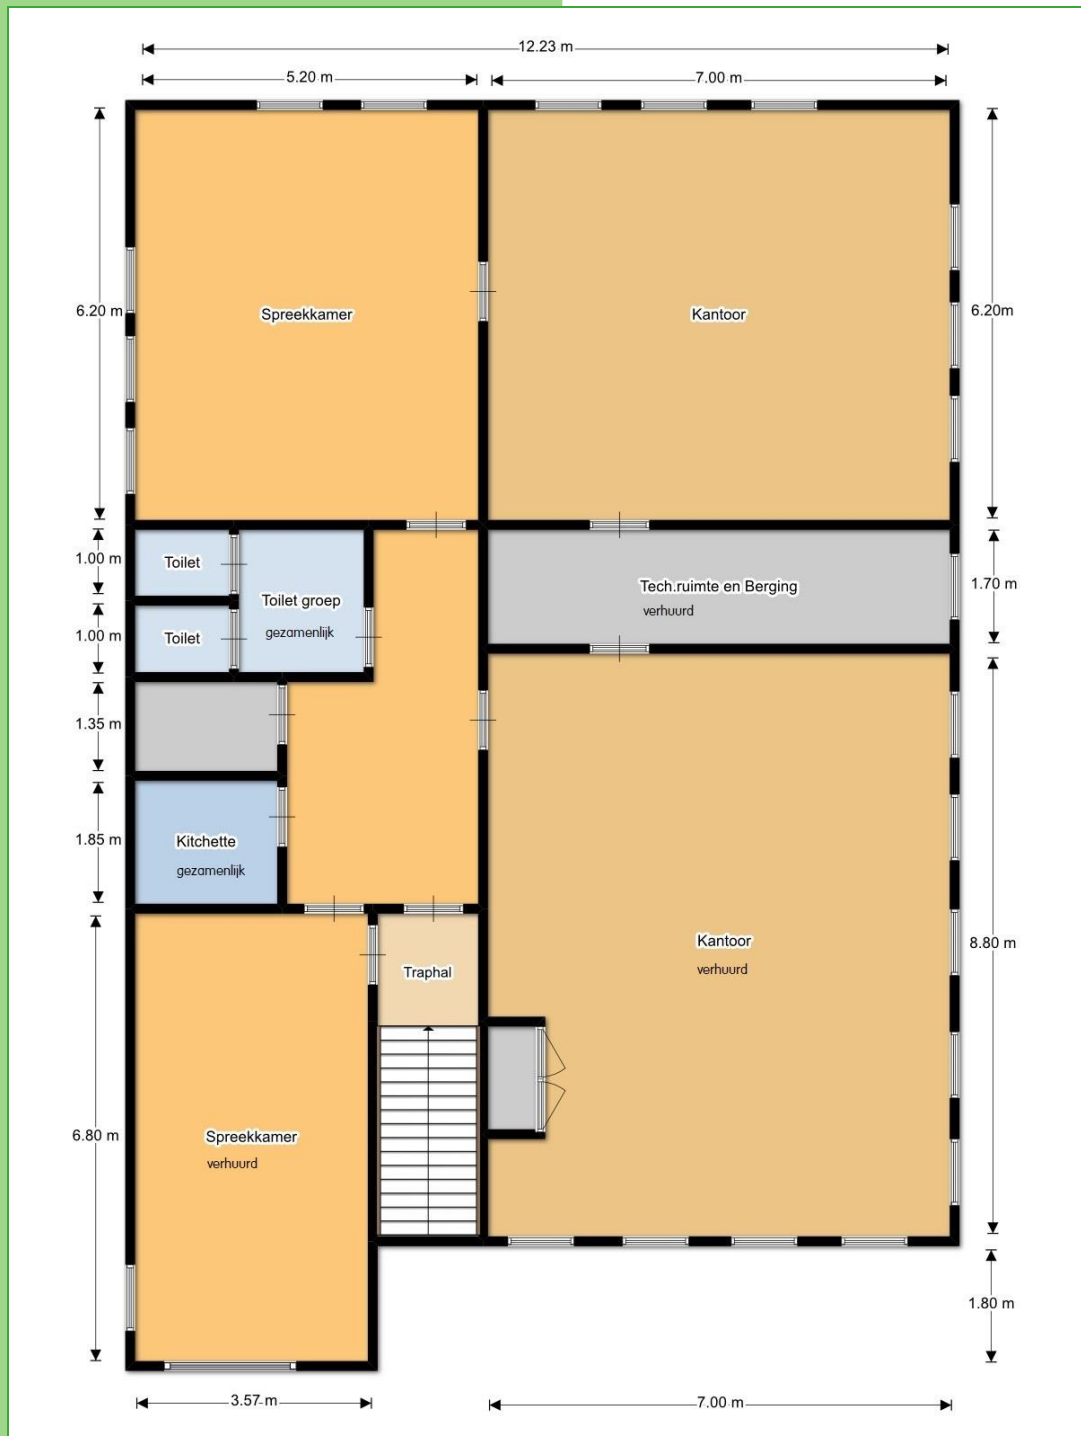 12.23 m
5.20 m
7.00 m
6.20 m
Spreekkamer
Kantoor
6.20m
1.00 m
Toilet
Toilet groep
gezamenlijk
Tech.ruimte en Berging
verhuurd
1.70 m
1.00 m
Toilet
1.35 m
1.85 m
Kitchette
gezamenlijk
Kantoor
verhuurd
8.80 m
Traphal
6.80 m
Spreekkamer
verhuurd
1.80 m
3.57 m
7.00 m